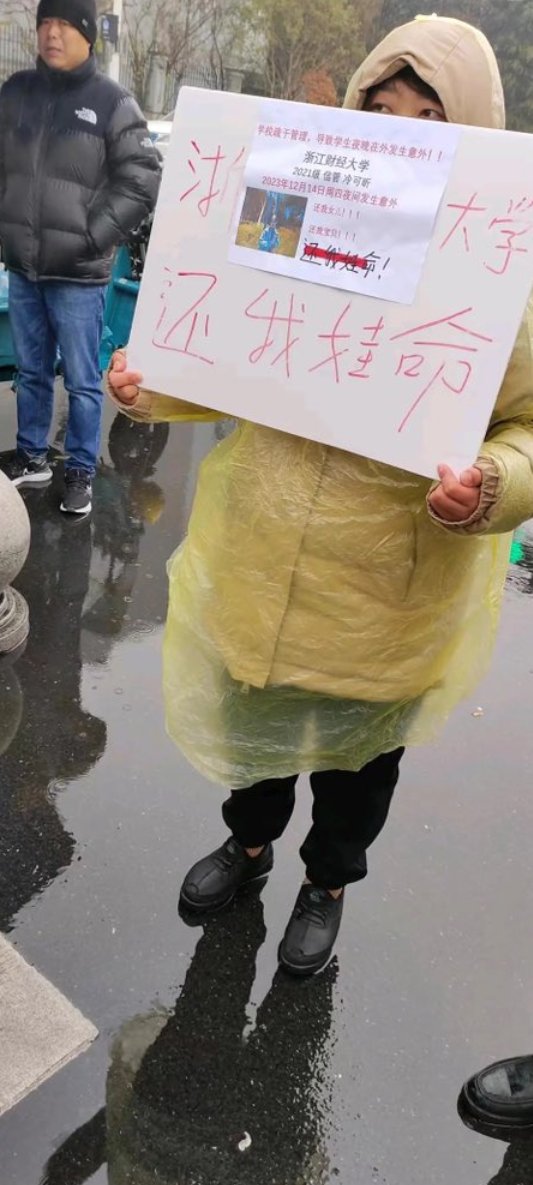 学校疏于管理，导致学生夜晚在外发生意外！！
浙江财经大学
2021级 信管 冷可昕
2023年12月14日周四夜间发生意外
还我女儿！！！
还我宝贝！！！
还我娃命！
浙 大学
还我娃命
THE NORTH FACE